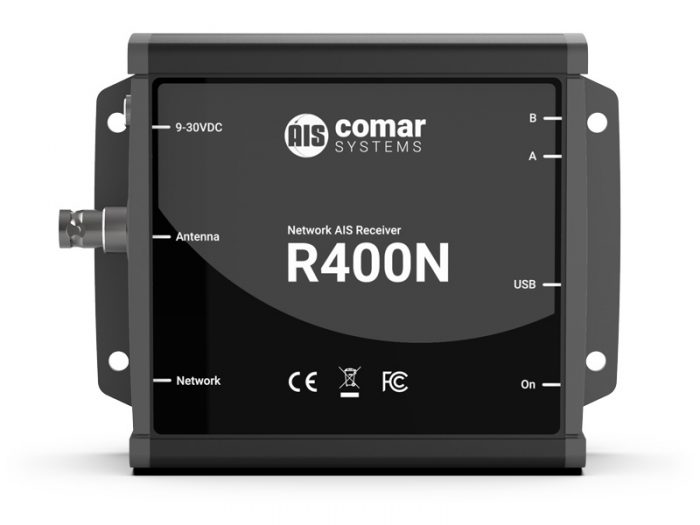 9-30VDC
AIS
comar
SYSTEMS
B
A
Antenna
Network AIS Receiver
R400N
USB
Network
CE
FC
On